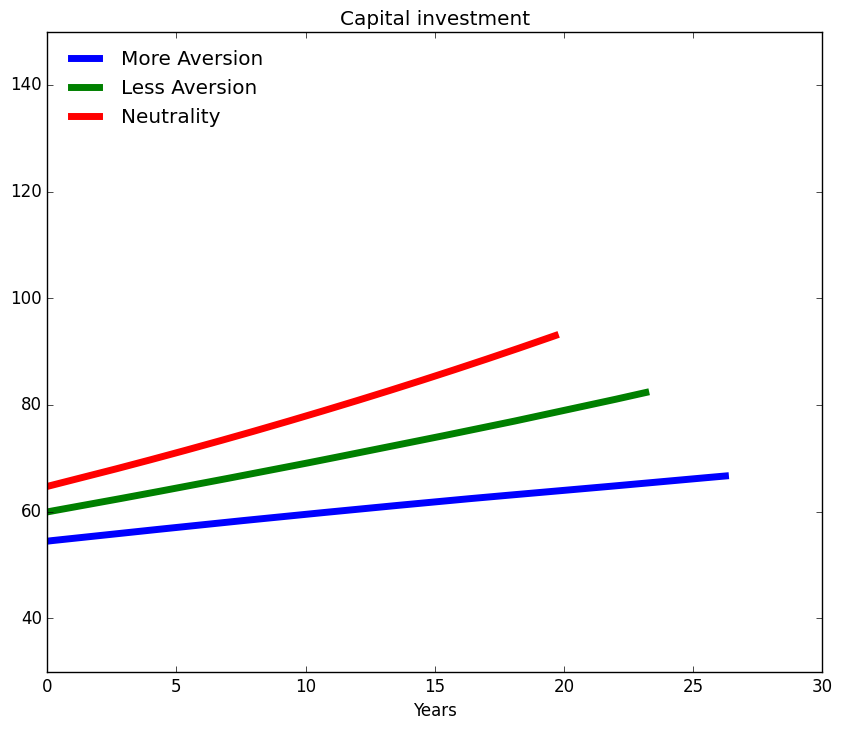 Capital investment
More Aversion
Less Aversion
Neutrality
140
120
100
80
60
40
0 5 10 15 20 25 30
Years